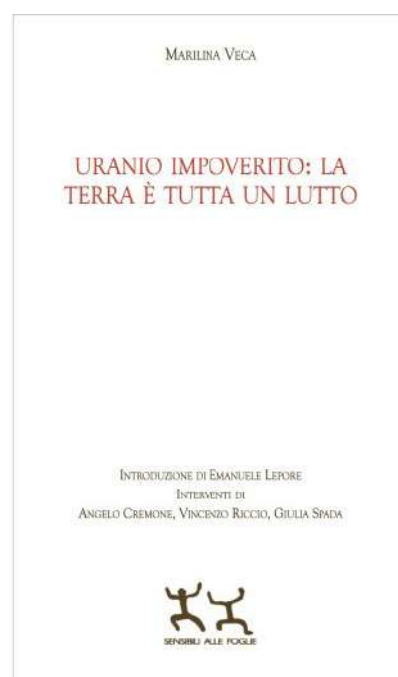 MARILINA VECA
URANIO IMPOVERITO: LA
TERRA È TUTTA UN LUTTO
INTRODUZIONE DI EMANUELE LEPORE
INTERVENTI DI
ANGELO CREMONE, VINCENZO RICCIO, GIULIA SPADA
SENSIBILI ALLE FOGLIE